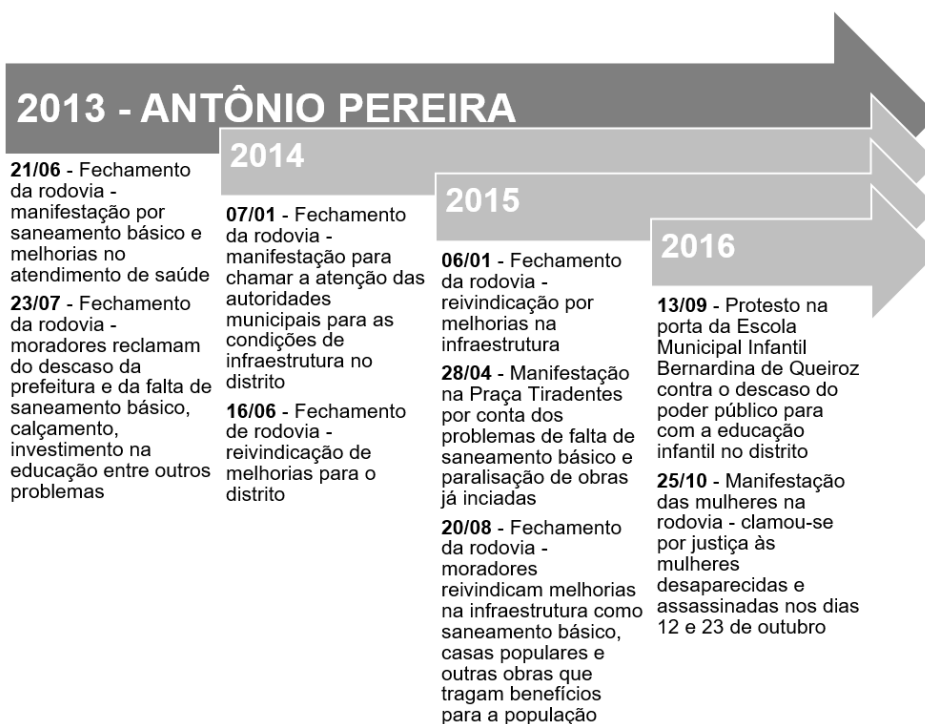 2013 - ANTÔNIO PEREIRA
21/06 - Fechamento
da rodovia -
manifestação por
saneamento básico e
melhorias no
atendimento de saúde
23/07 - Fechamento
da rodovia -
moradores reclamam
do descaso da
prefeitura e da falta de
saneamento básico,
calçamento,
investimento na
educação entre outros
problemas
2014
07/01 - Fechamento
da rodovia -
manifestação para
chamar a atenção das
autoridades
municipais para as
condições de
infraestrutura no
distrito
16/06 - Fechamento
de rodovia -
reivindicação de
melhorias para o
distrito
2015
06/01 - Fechamento
da rodovia -
reivindicação por
melhorias na
infraestrutura
28/04 - Manifestação
na Praça Tiradentes
por conta dos
problemas de falta de
saneamento básico e
paralisação de obras
já inciadas
20/08 - Fechamento
da rodovia -
moradores
reivindicam melhorias
na infraestrutura como
saneamento básico,
casas populares e
outras obras que
tragam benefícios
para a população
2016
13/09 - Protesto na
porta da Escola
Municipal Infantil
Bernardina de Queiroz
contra o descaso do
poder público para
com a educação
infantil no distrito
25/10 - Manifestação
das mulheres na
rodovia - clamou-se
por justiça às
mulheres
desaparecidas e
assassinadas nos dias
12 e 23 de outubro